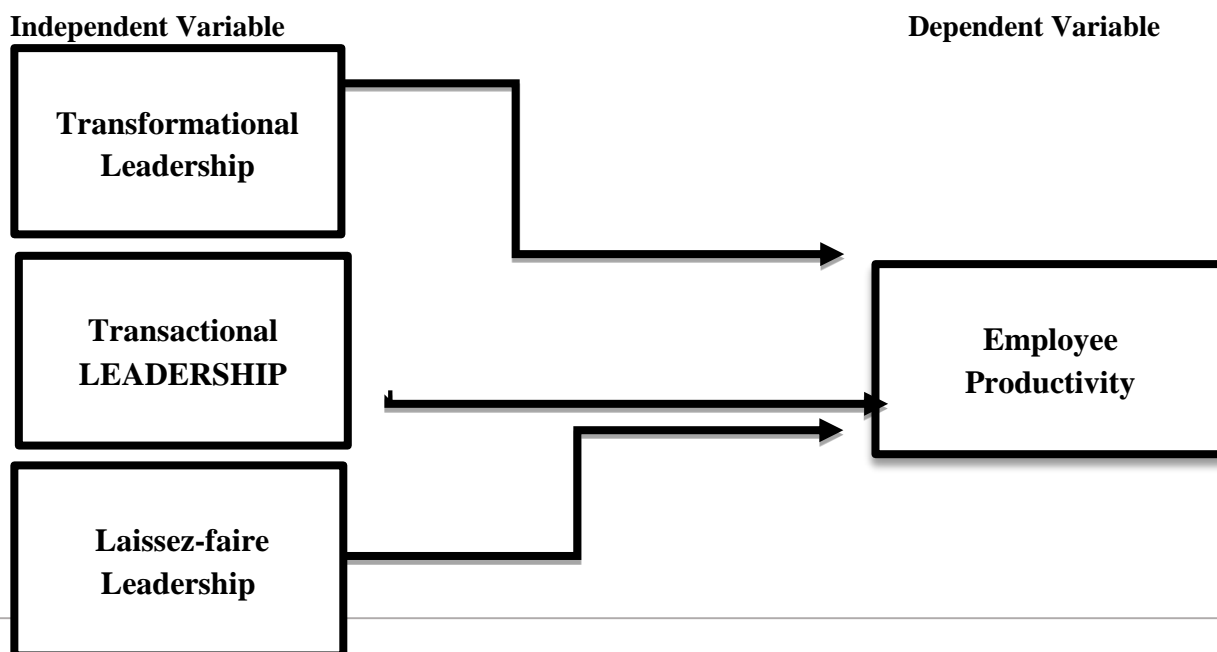 Independent Variable
Dependent Variable
Transformational
Leadership
Transactional
LEADERSHIP
Employee
Productivity
Laissez-faire
Leadership